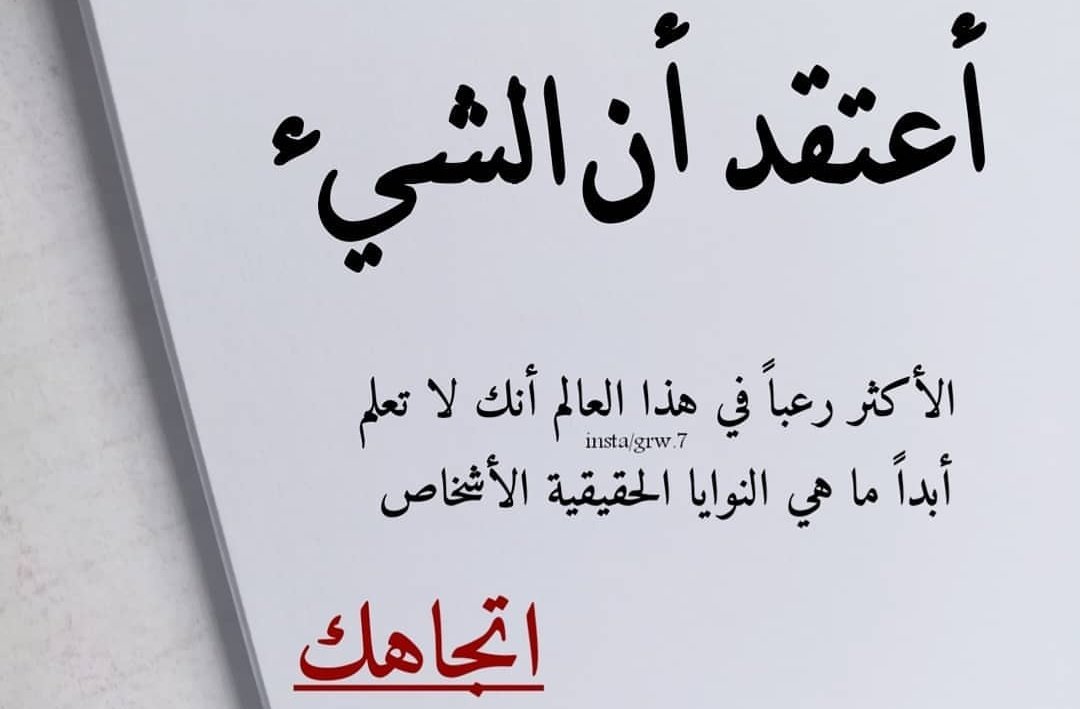 أعتقد أن الشيء
الأكثر رعباً في هذا العالم أنك لا تعلم
insta/grw.7
أبداً ما هي النوايا الحقيقية الأشخاص
اتجاهك